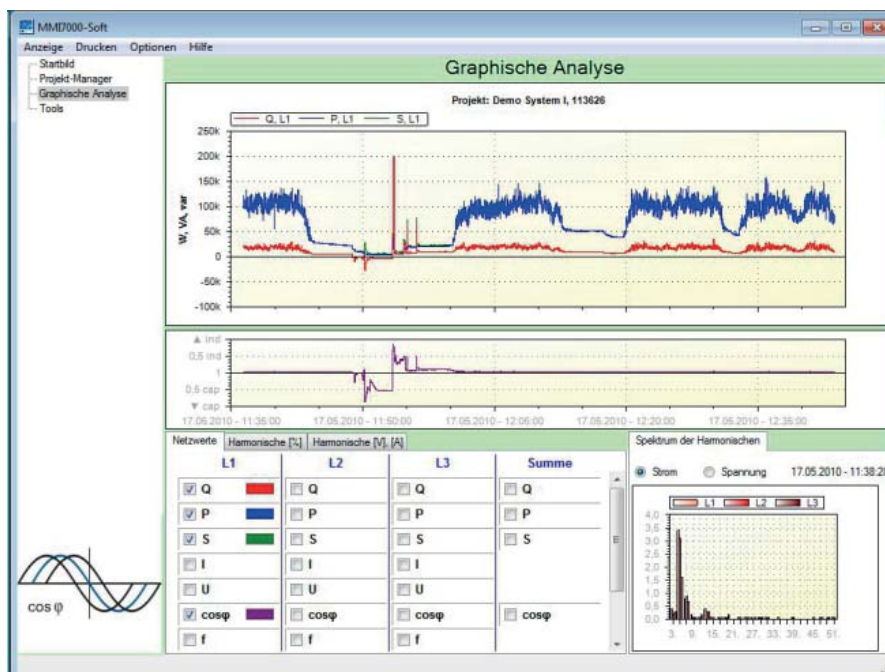 MMI7000-Soft
Anzeige Drucken Optionen Hilfe
Startbild
Projekt-Manager
Graphische Analyse
Tools
Graphische Analyse
Projekt: Demo System I, 113626
Q, L1 P, L1 S, L1
250k
200k
150k
100k
50k
0
-50k
-100k
W, VA, var
▲ ind
0,5 ind
1
0,5 cap
▼ cap
17.05.2010 - 11:35:00 17.05.2010 - 11:50:00 17.05.2010 - 12:05:00 17.05.2010 - 12:20:00 17.05.2010 - 12:35:00
Netzwerte Harmonische [%] Harmonische [V], [A]
L1 L2 L3 Summe
Q Q Q Q
P P P P
S S S S
I I I
U U U
cosφ cosφ cosφ cosφ
f f f
Spektrum der Harmonischen
Strom Spannung 17.05.2010 - 11:38:2
L1 L2 L3
4,0
3,5
3,0
2,5
2,0
1,5
1,0
0,5
0,0
3. 9. 15. 21. 27. 33. 39. 45. 51.
cos φ